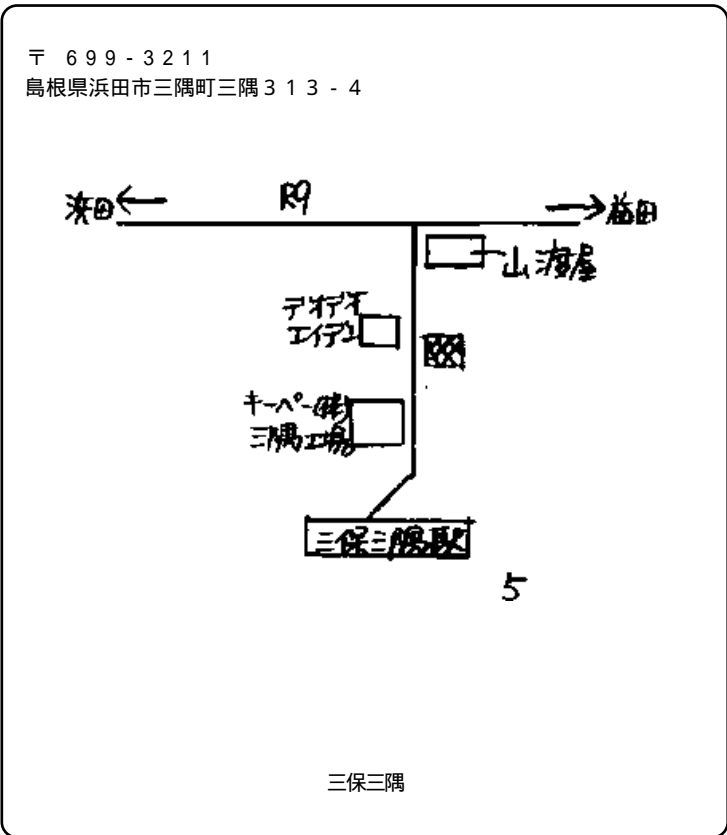 〒 699-3211
島根県浜田市三隅町三隅313-4
浜田
R9
益田
山海屋
デオデオ
エイデン
キーパー(株)
三隅工場
三保三隅駅
5
三保三隅